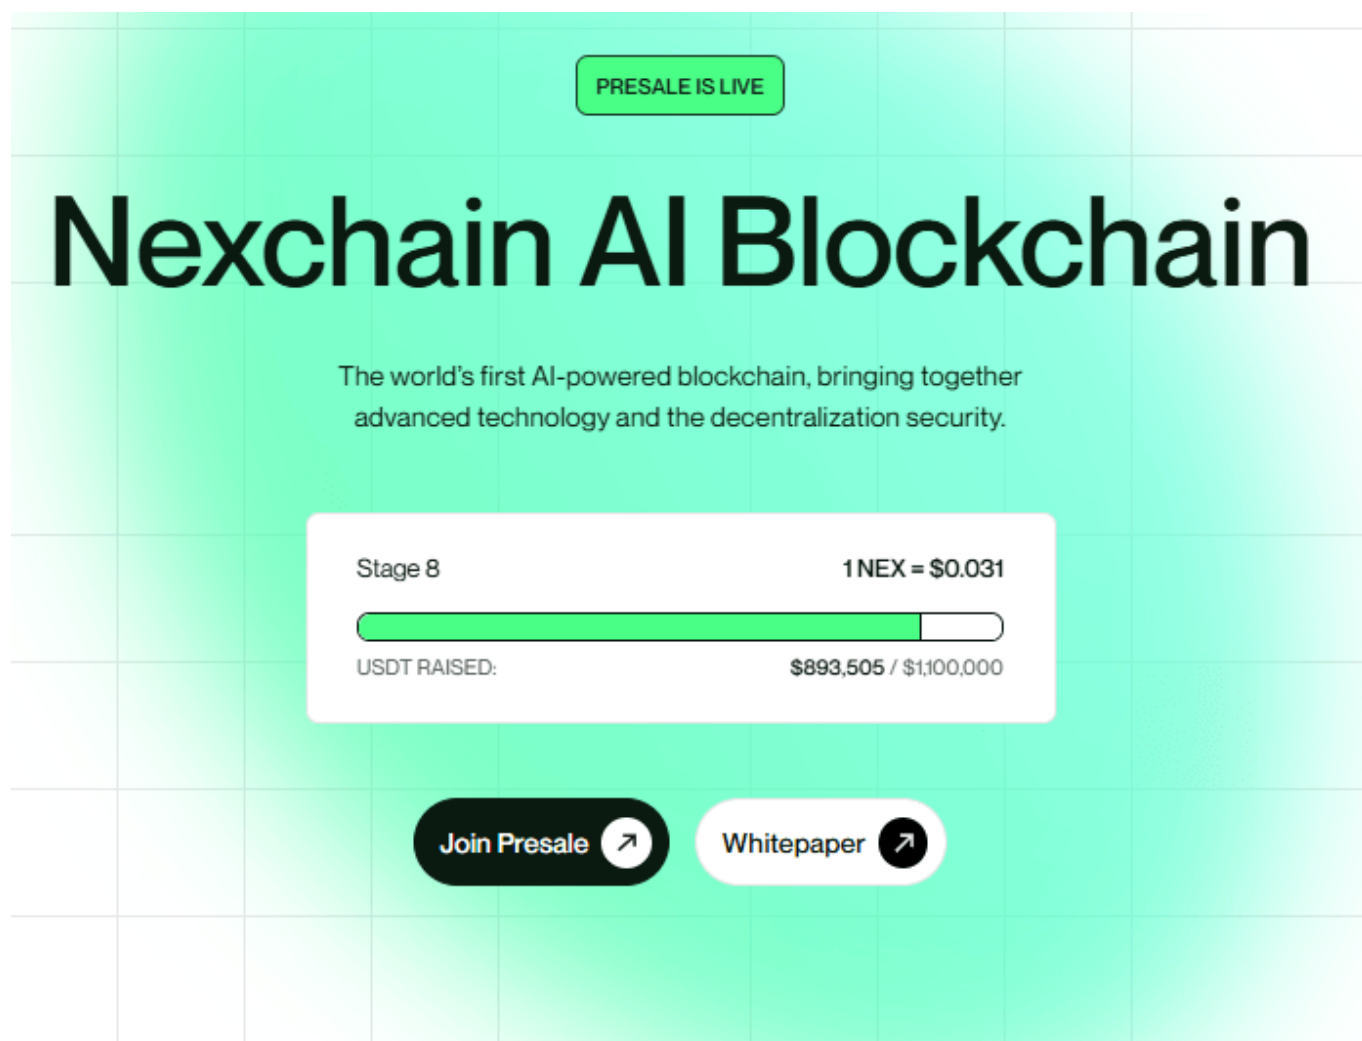 PRESALE IS LIVE
Nexchain AI Blockchain
The world's first AI-powered blockchain, bringing together
advanced technology and the decentralization security.
Stage 8
1 NEX = $0.031
USDT RAISED:
$893,505 / $1,100,000
Join Presale
Whitepaper